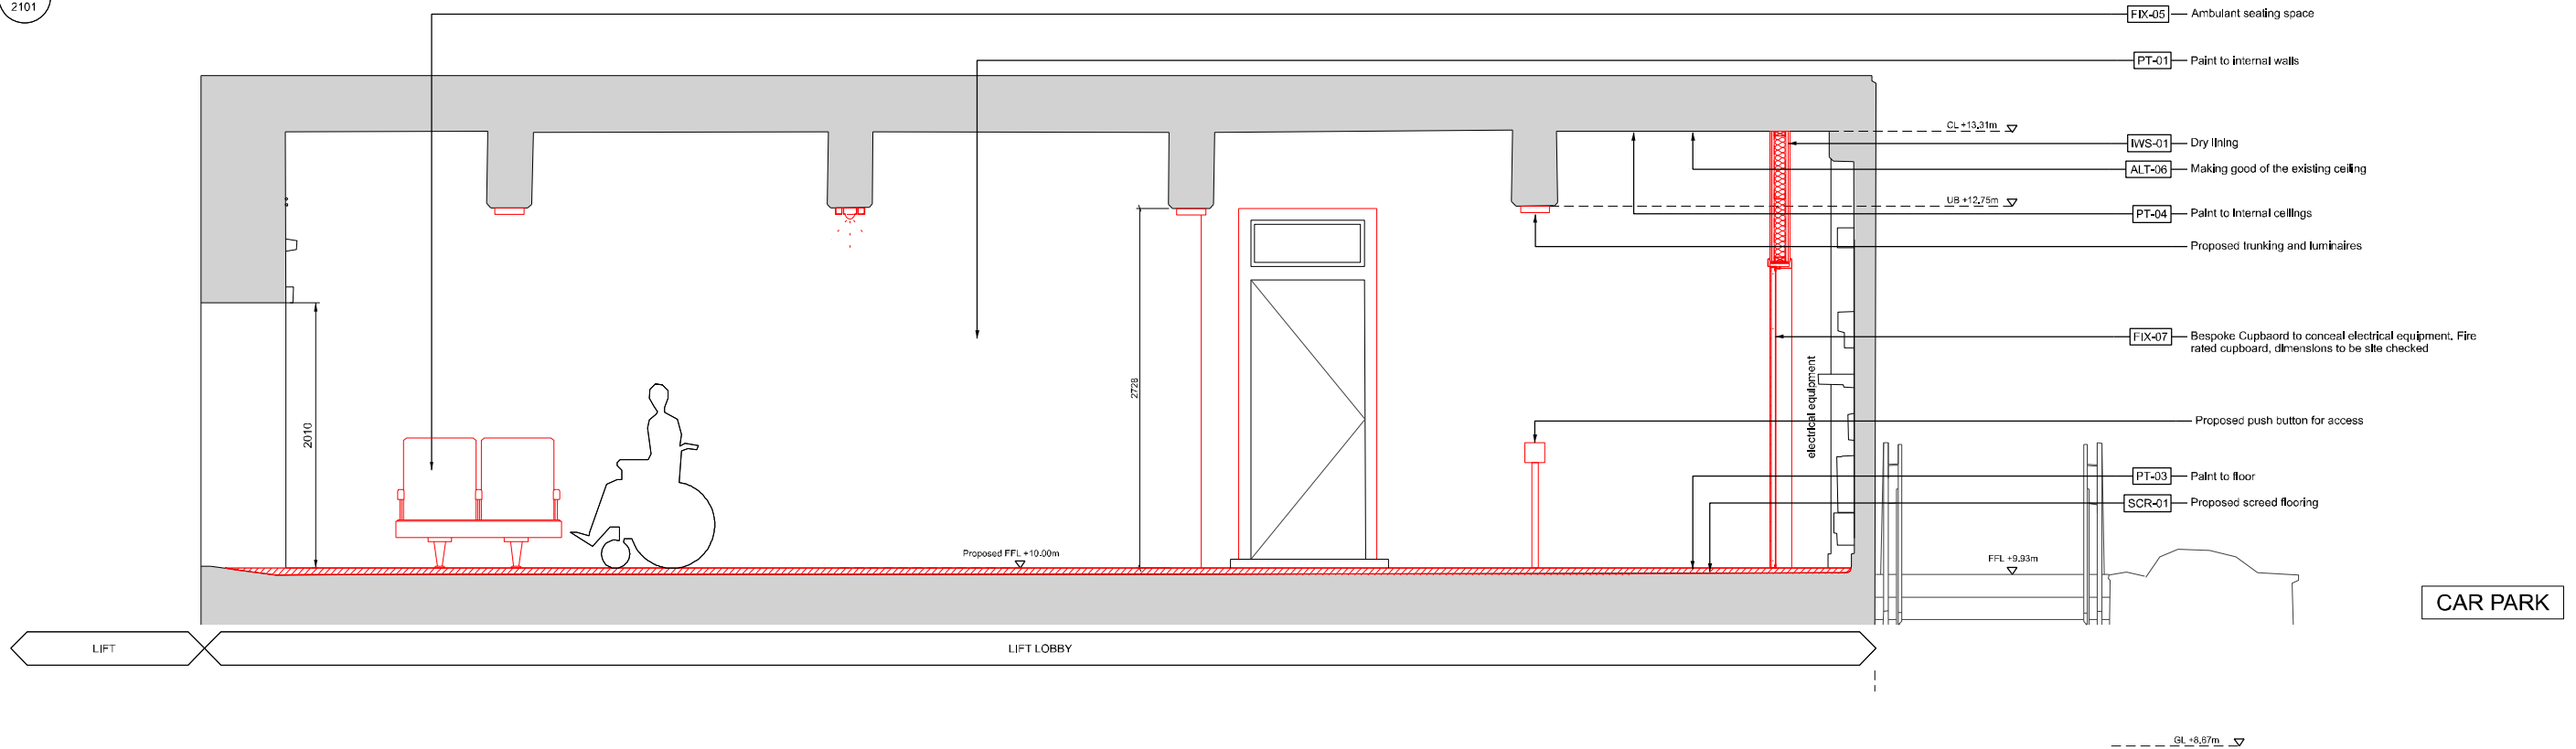 2101
FIX-05 Ambulant seating space
PT-01 Paint to internal walls
CL +13.31m
IWS-01 Dry lining
ALT-06 Making good of the existing ceiling
UB +12.75m
PT-04 Paint to internal ceilings
Proposed trunking and luminaires
FIX-07 Bespoke Cupbaord to conceal electrical equipment. Fire
rated cupboard, dimensions to be site checked
electrical equipment
2728
2010
Proposed push button for access
PT-03 Paint to floor
SCR-01 Proposed screed flooring
Proposed FFL +10.00m
FFL +9.93m
CAR PARK
LIFT
LIFT LOBBY
GL +8.67m